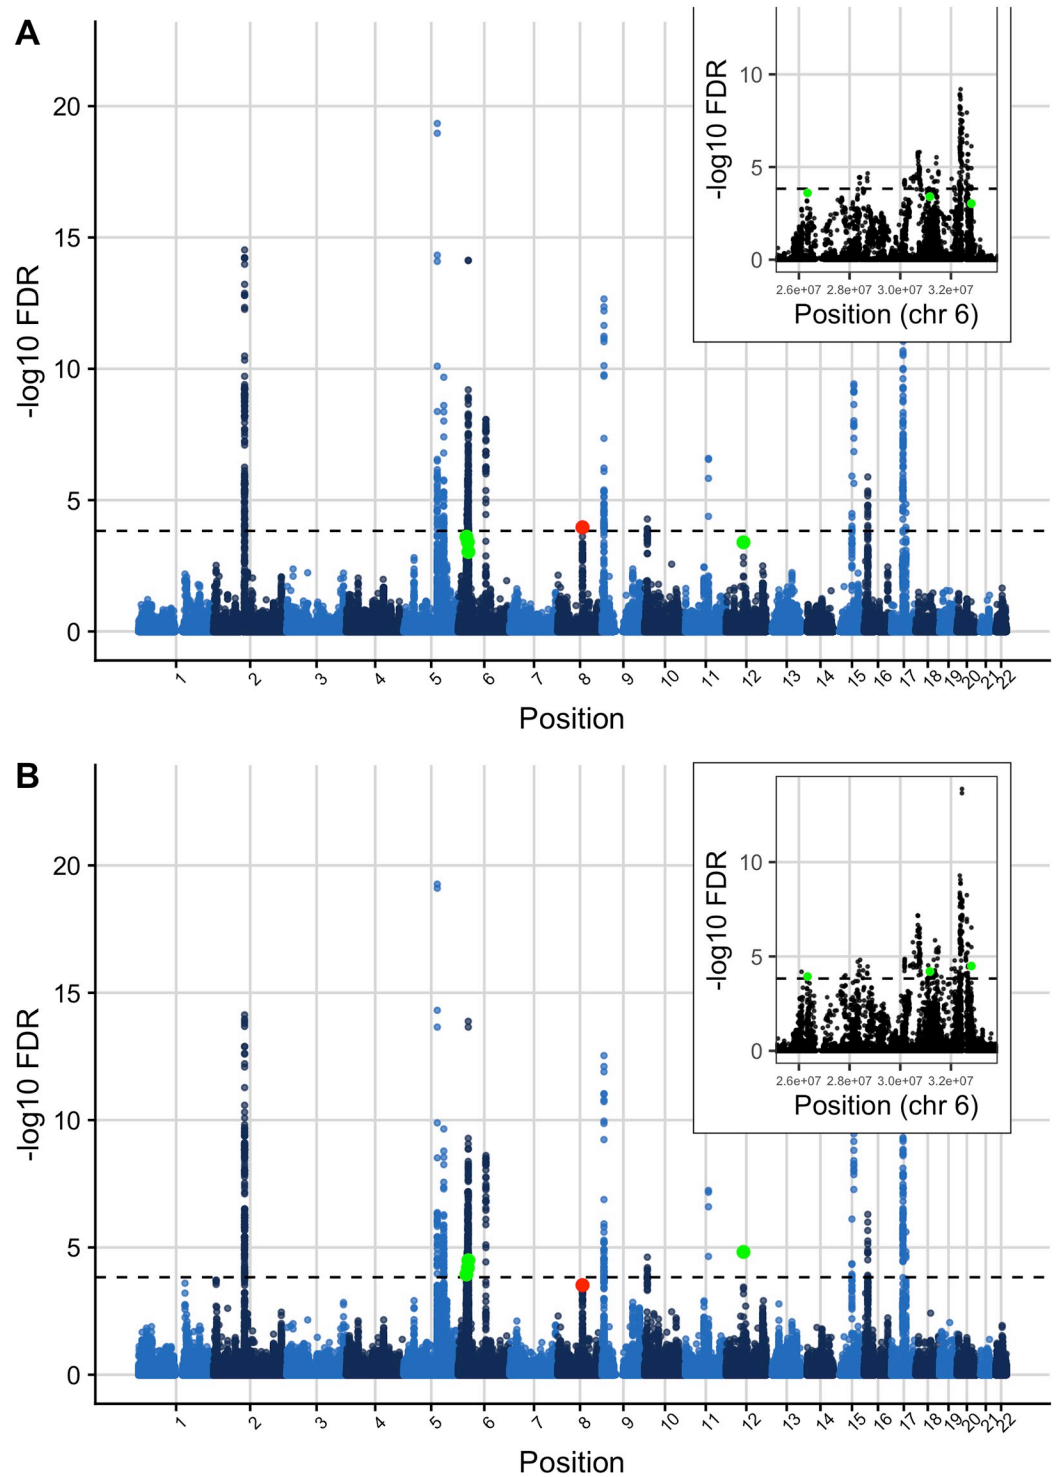 A
-log10 FDR
20
15
10
5
0
1 2 3 4 5 6 7 8 9 10 11 12 13 14 15 16 17 18 19 20 21 22
Position
-log10 FDR
10
5
0
2.6e+07 2.8e+07 3.0e+07 3.2e+07
Position (chr 6)
B
-log10 FDR
20
15
10
5
0
1 2 3 4 5 6 7 8 9 10 11 12 13 14 15 16 17 18 19 20 21 22
Position
-log10 FDR
10
5
0
2.6e+07 2.8e+07 3.0e+07 3.2e+07
Position (chr 6)